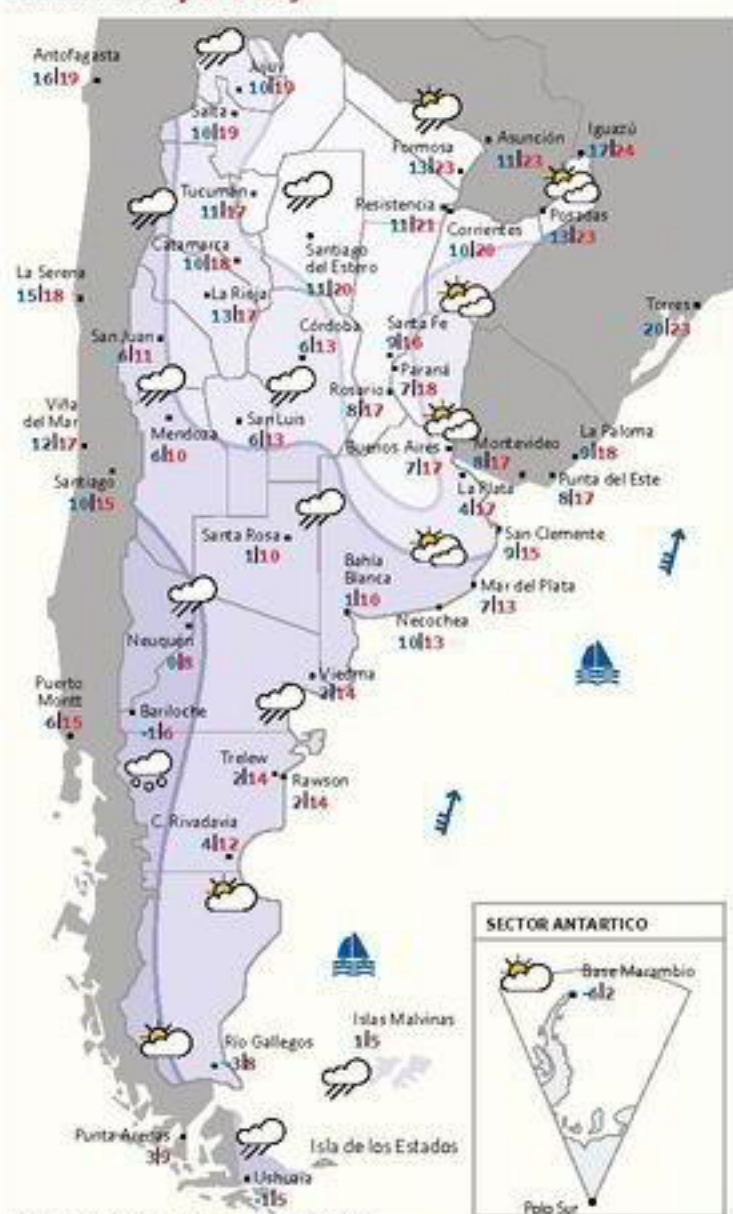 Antofagasta
16|19
Jujuy
10|19
Salta
10|19
Formosa
13|23
Asunción
11|23
Iguazú
17|24
Tucumán
11|17
Resistencia
11|21
Corrientes
10|20
Posadas
13|23
Catamarca
10|18
Santiago
del Estero
11|20
La Serena
15|18
La Rioja
13|17
Torres
20|23
San Juan
6|11
Córdoba
6|13
Santa Fe
9|16
Paraná
7|18
Rosario
8|17
Viña
del Mar
12|17
Mendoza
6|10
San Luis
6|13
Buenos Aires
7|17
Montevideo
8|17
La Paloma
9|18
Santiago
10|15
La Plata
4|17
Punta del Este
8|17
Santa Rosa
1|10
San Clemente
9|15
Bahía
Blanca
1|16
Mar del Plata
7|13
Necochea
10|13
Neuquén
0|8
Viedma
2|14
Puerto
Montt
6|15
Bariloche
-1|6
Trelew
2|14
Rawson
2|14
C. Rivadavia
4|12
SECTOR ANTARTICO
Base Marambio
-6|2
Islas Malvinas
1|5
Río Gallegos
-3|8
Punta Arenas
3|9
Isla de los Estados
Ushuaia
-1|5
Polo Sur